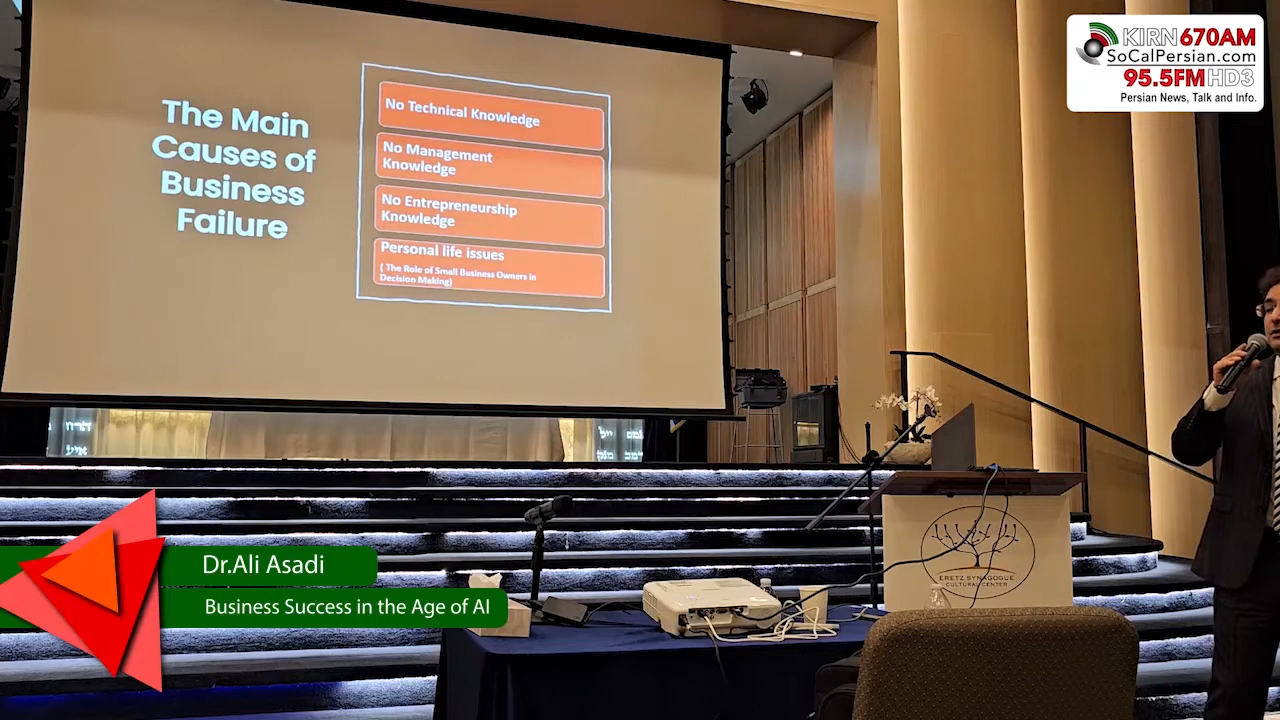 The Main
Causes of
Business
Failure
No Technical Knowledge
No Management
Knowledge
No Entrepreneurship
Knowledge
Personal life issues
( The Role of Small Business Owners in
Decision Making)
KIRN 670AM
SoCalPersian.com
95.5FM HD3
Persian News, Talk and Info.
ERETZ SYNAGOGUE
CULTURAL CENTER
Dr.Ali Asadi
Business Success in the Age of AI